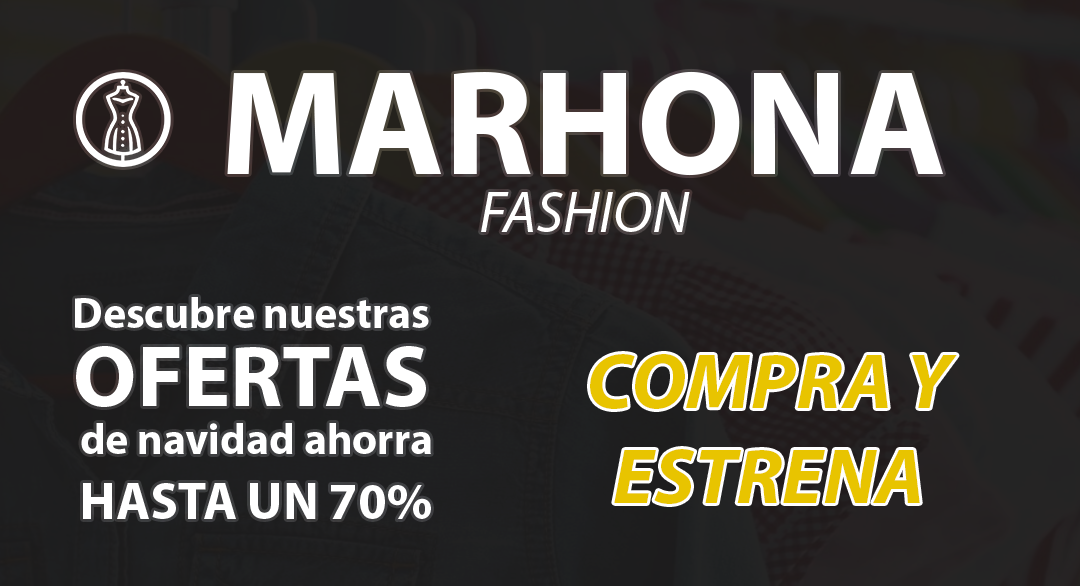 MARHONA
FASHION
Descubre nuestras
OFERTAS
de navidad ahorra
HASTA UN 70%
COMPRA Y
ESTRENA